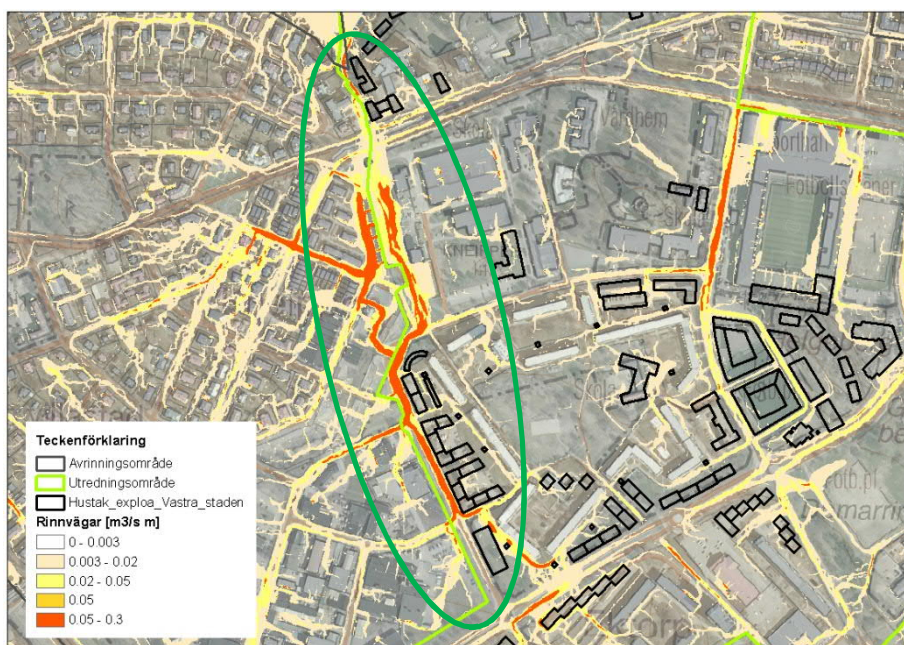 Vårdhem
Teckenförklaring
Avrinningsområde
Utredningsområde
Hustak_exploa_Vastra_staden
Rinnvägar [m3/s m]
0 - 0.003
0.003 - 0.02
0.02 - 0.05
0.05
0.05 - 0.3